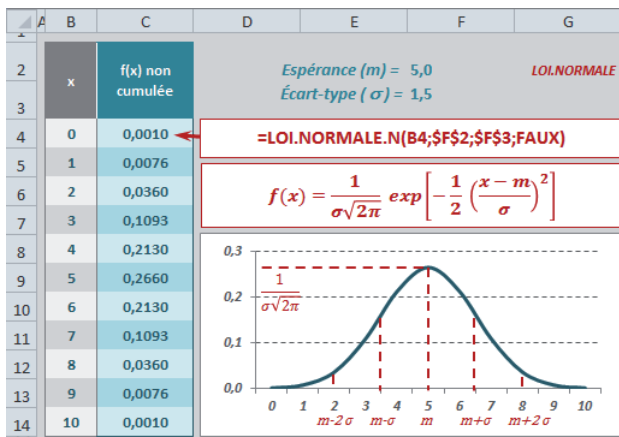 A B C D E F G
1
2 x f(x) non Espérance (m) = 5,0 LOI.NORMALE
3 cumulée Écart-type ( σ ) = 1,5
4 0 0,0010 =LOI.NORMALE.N(B4;$F$2;$F$3;FAUX)
5 1 0,0076
6 2 0,0360 f(x) = 1/(σ√2π) exp[−1/2 ((x − m)/σ)²]
7 3 0,1093
8 4 0,2130 0,3
9 5 0,2660 1/(σ√2π)
10 6 0,2130 0,2
11 7 0,1093 0,1
12 8 0,0360
13 9 0,0076 0,0
0 1 2 3 4 5 6 7 8 9 10
14 10 0,0010 m-2 σ m-σ m m+σ m+2 σ